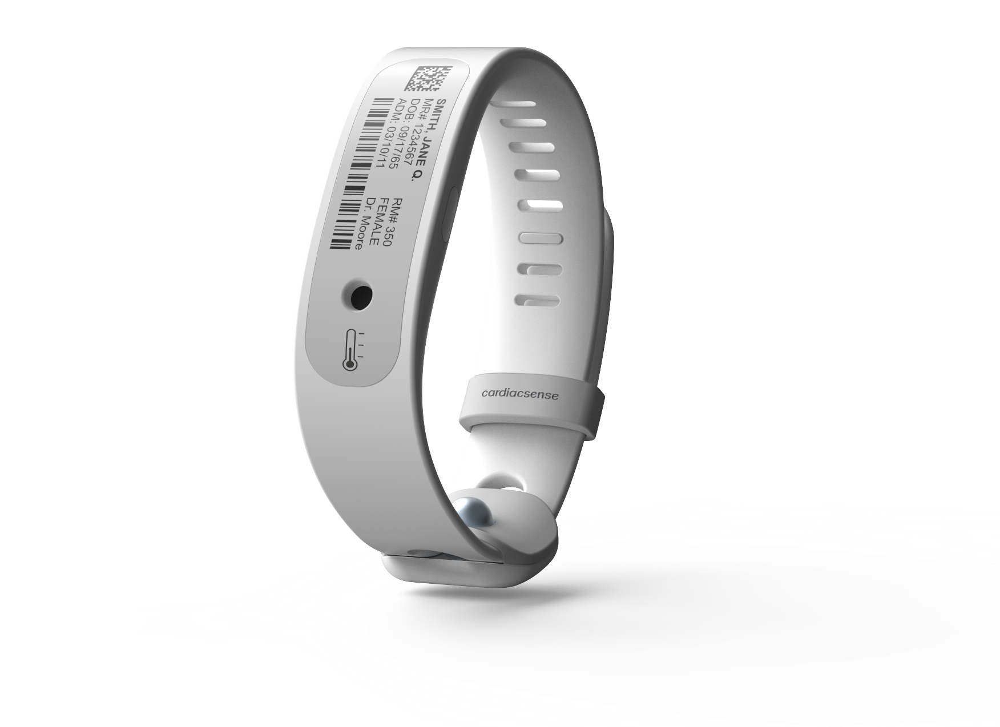 SMITH, JANE Q.
MR# 1234567
DOB: 09/17/65
ADM: 03/10/11
RM# 350
FEMALE
Dr. Moore
cardiacsense